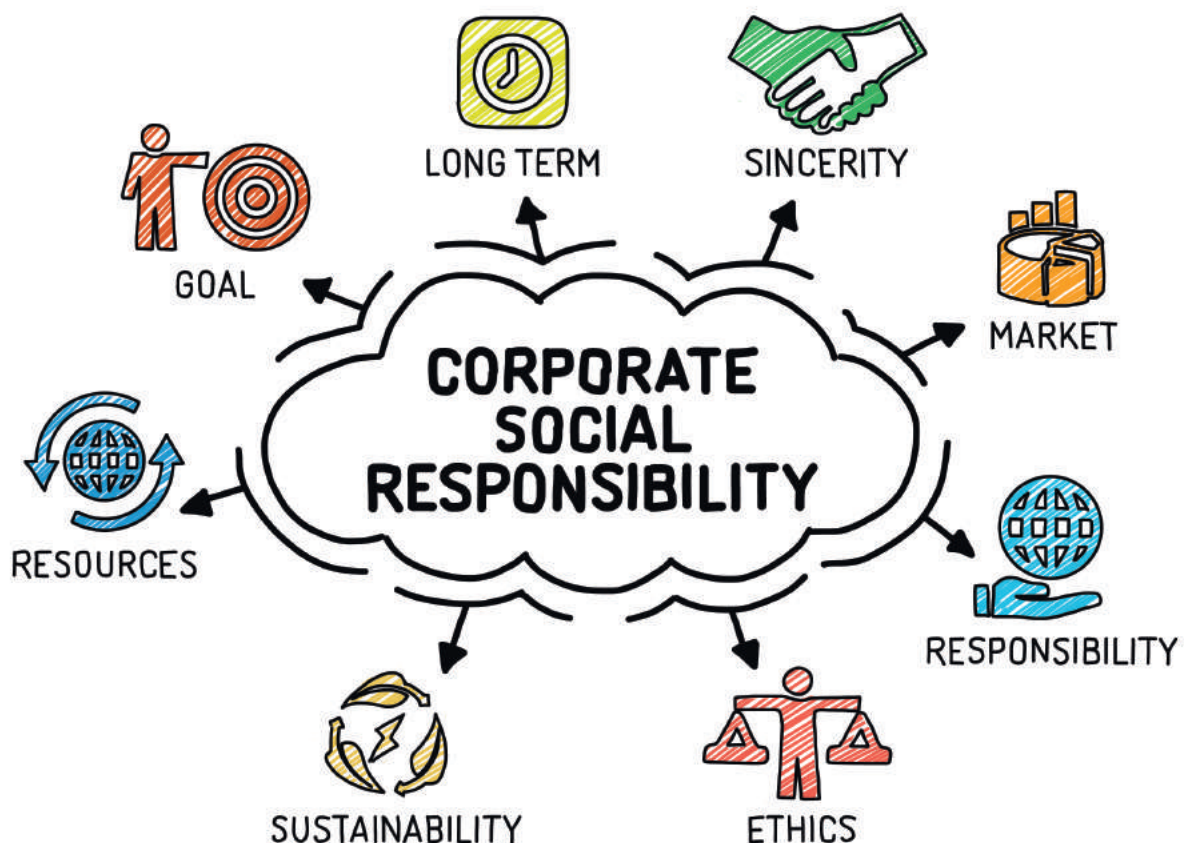 LONG TERM
SINCERITY
GOAL
MARKET
CORPORATE
SOCIAL
RESPONSIBILITY
RESOURCES
RESPONSIBILITY
SUSTAINABILITY
ETHICS